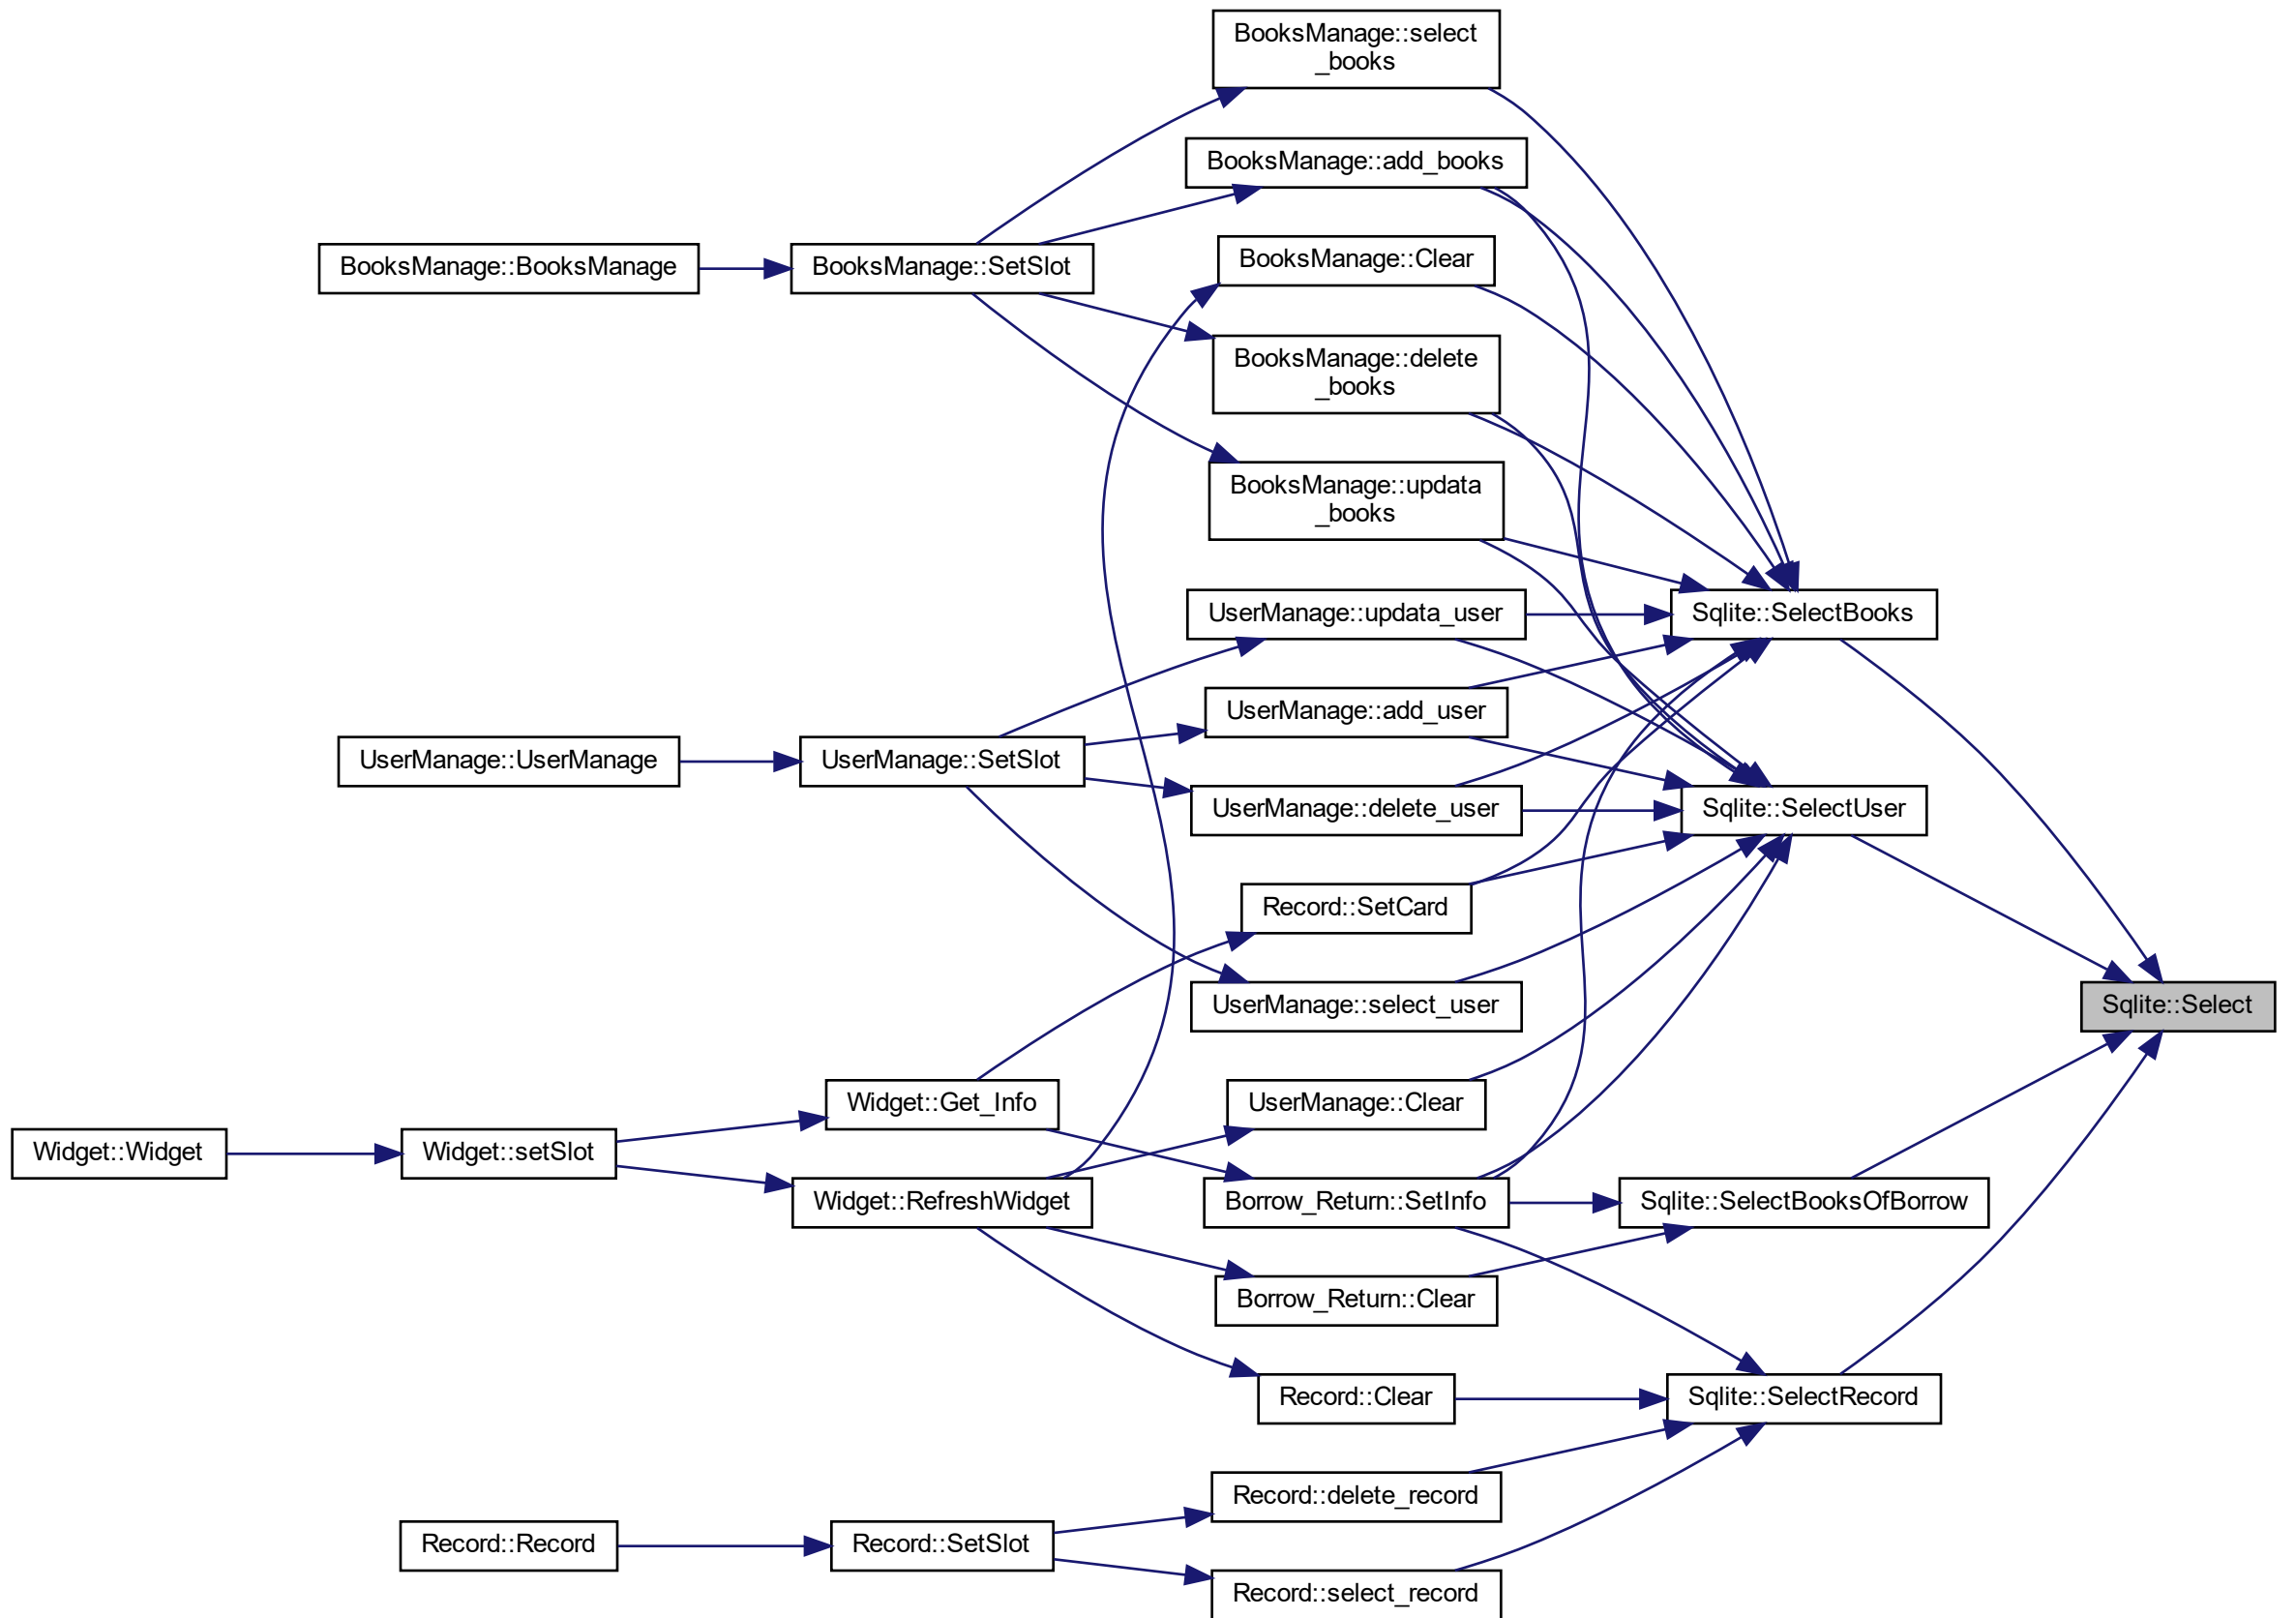 BooksManage::select
_books
BooksManage::add_books
BooksManage::BooksManage
BooksManage::SetSlot
BooksManage::Clear
BooksManage::delete
_books
BooksManage::updata
_books
UserManage::updata_user
Sqlite::SelectBooks
UserManage::add_user
UserManage::UserManage
UserManage::SetSlot
UserManage::delete_user
Sqlite::SelectUser
Record::SetCard
UserManage::select_user
Sqlite::Select
Widget::Get_Info
UserManage::Clear
Widget::Widget
Widget::setSlot
Widget::RefreshWidget
Borrow_Return::SetInfo
Sqlite::SelectBooksOfBorrow
Borrow_Return::Clear
Record::Clear
Sqlite::SelectRecord
Record::delete_record
Record::Record
Record::SetSlot
Record::select_record